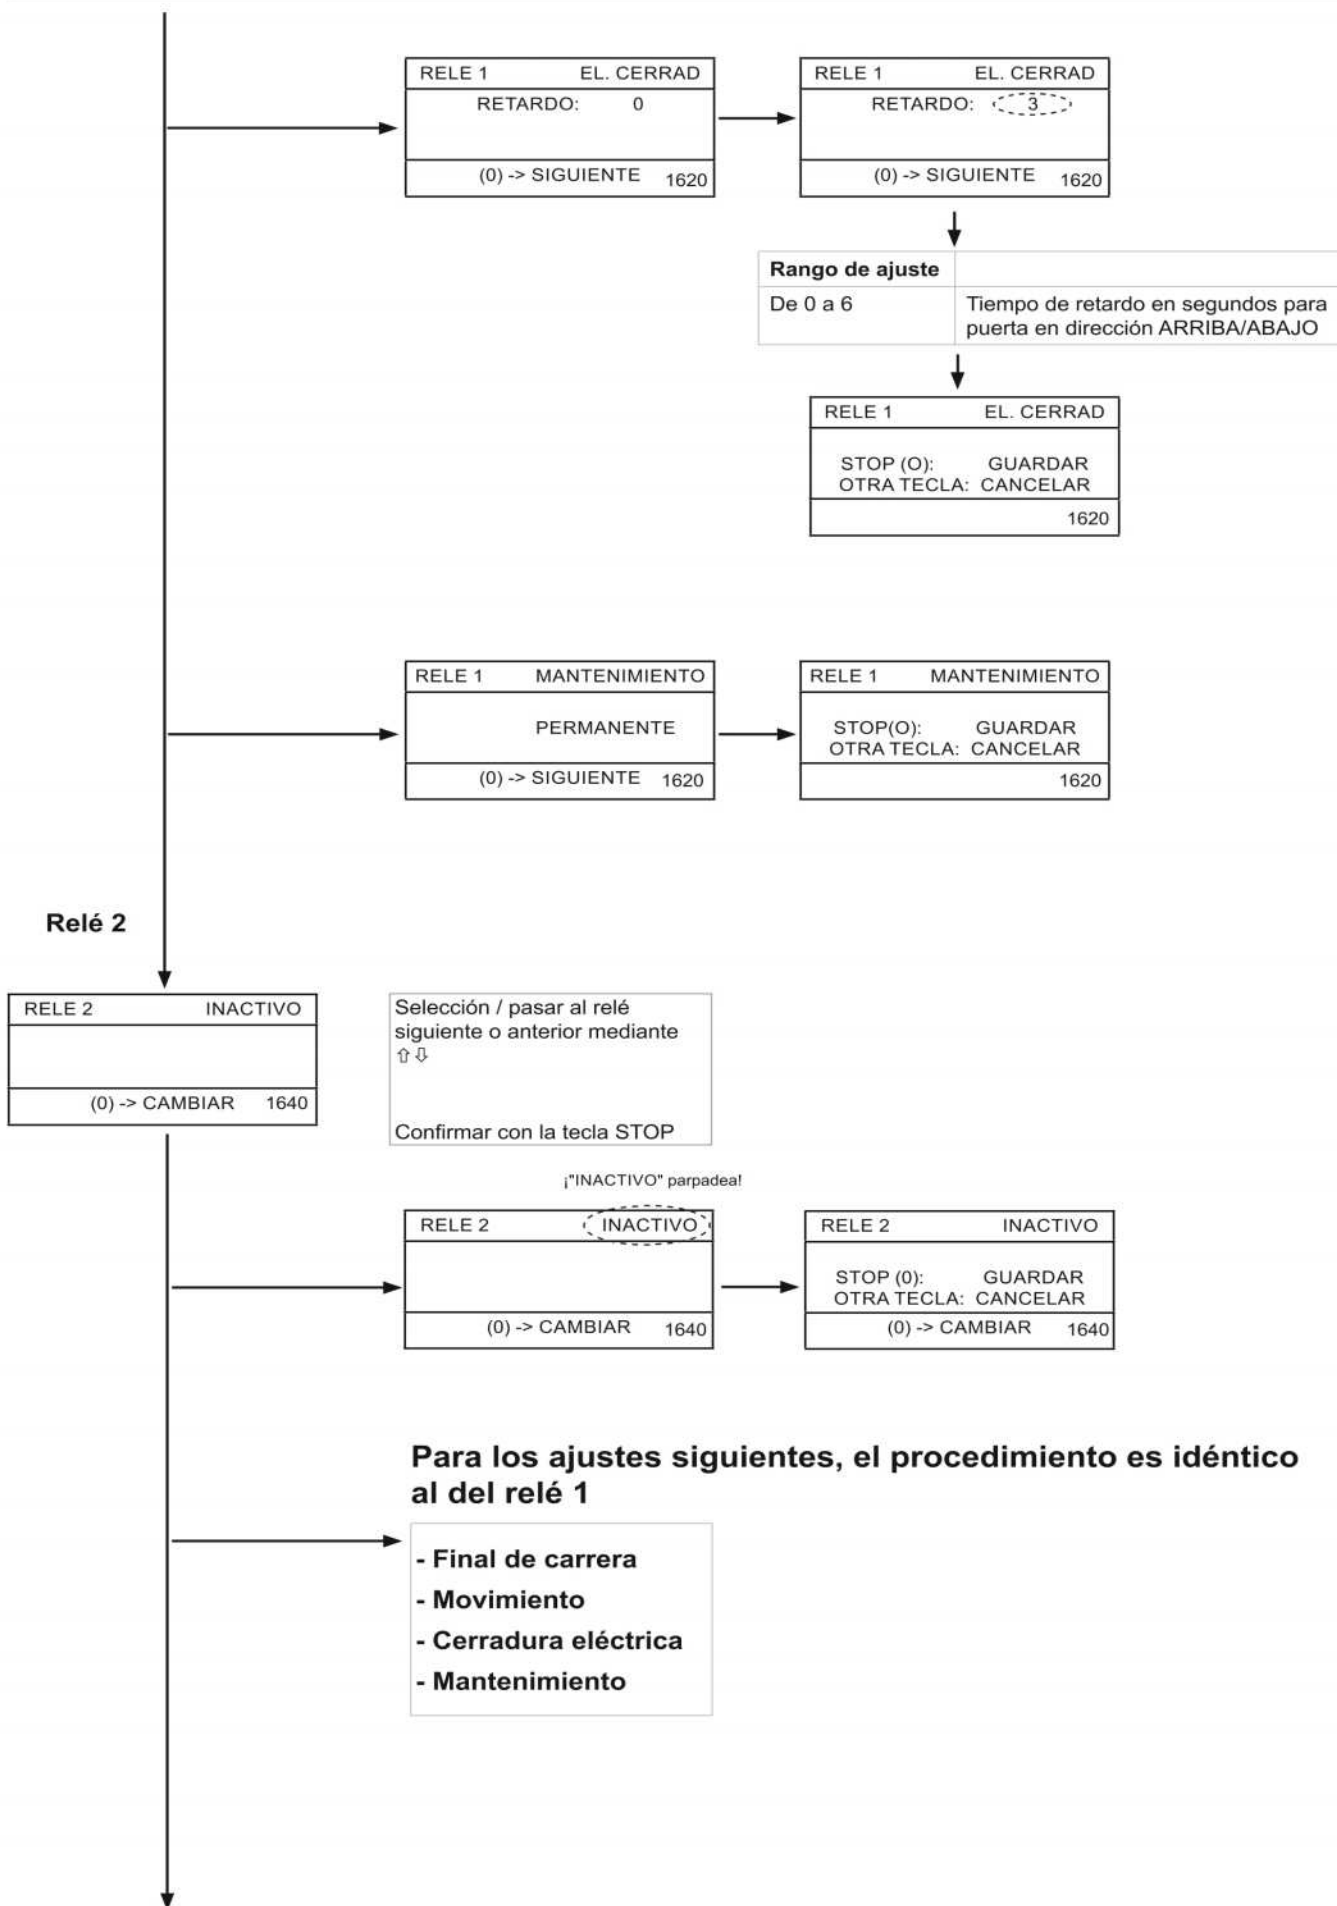 RELE 1 EL. CERRAD
RETARDO: 0
(0) -> SIGUIENTE 1620
RELE 1 EL. CERRAD
RETARDO: 3
(0) -> SIGUIENTE 1620
Rango de ajuste
De 0 a 6
Tiempo de retardo en segundos para
puerta en dirección ARRIBA/ABAJO
RELE 1 EL. CERRAD
STOP (O): GUARDAR
OTRA TECLA: CANCELAR
1620
RELE 1 MANTENIMIENTO
PERMANENTE
(0) -> SIGUIENTE 1620
RELE 1 MANTENIMIENTO
STOP(O): GUARDAR
OTRA TECLA: CANCELAR
1620
Relé 2
RELE 2 INACTIVO
(0) -> CAMBIAR 1640
Selección / pasar al relé
siguiente o anterior mediante
⇧⇩
Confirmar con la tecla STOP
¡"INACTIVO" parpadea!
RELE 2 INACTIVO
(0) -> CAMBIAR 1640
RELE 2 INACTIVO
STOP (0): GUARDAR
OTRA TECLA: CANCELAR
(0) -> CAMBIAR 1640
Para los ajustes siguientes, el procedimiento es idéntico
al del relé 1
- Final de carrera
- Movimiento
- Cerradura eléctrica
- Mantenimiento